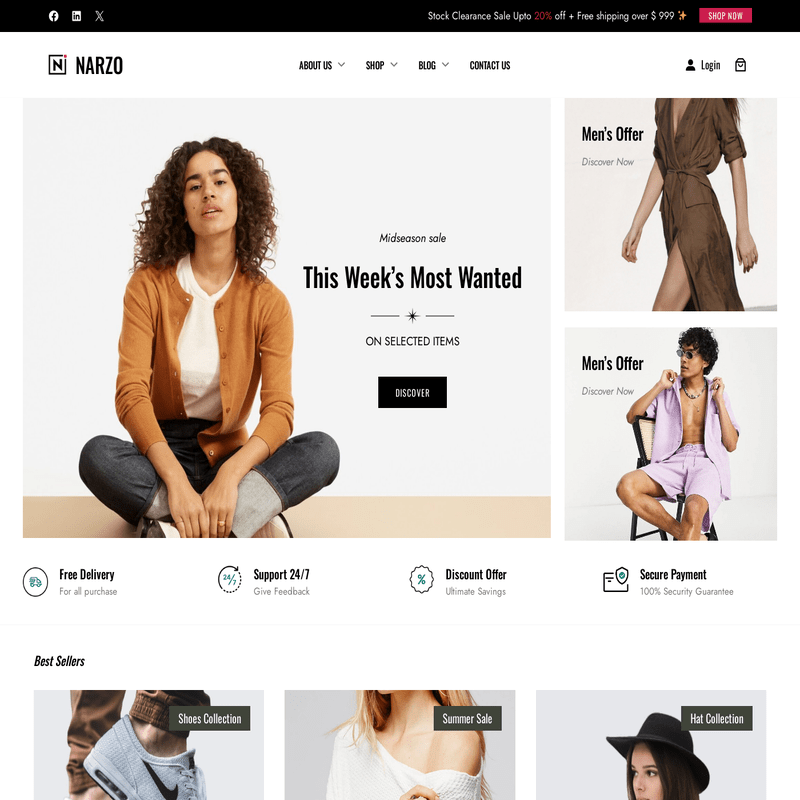 Stock Clearance Sale Upto 20% off + Free shipping over $ 999 ✨ SHOP NOW
N NARZO
ABOUT US SHOP BLOG CONTACT US
Login
Men's Offer
Discover Now
Midseason sale
This Week's Most Wanted
ON SELECTED ITEMS
DISCOVER
Men's Offer
Discover Now
Free Delivery
For all purchase
24/7
Support 24/7
Give Feedback
%
Discount Offer
Ultimate Savings
Secure Payment
100% Security Guarantee
Best Sellers
Shoes Collection
Summer Sale
Hat Collection